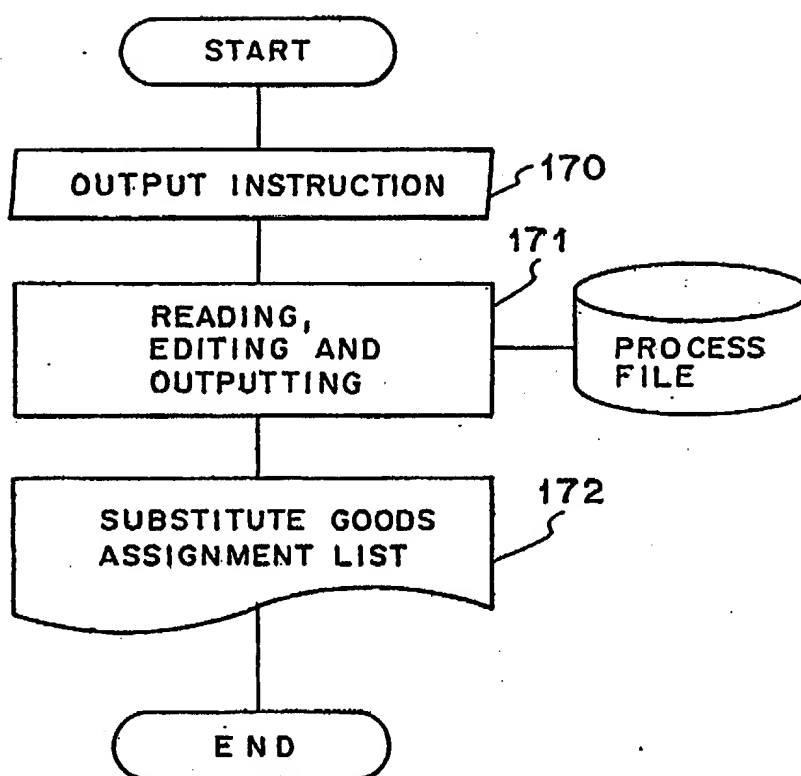 START
OUTPUT INSTRUCTION
170
171
READING,
EDITING AND
OUTPUTTING
PROCESS
FILE
172
SUBSTITUTE GOODS
ASSIGNMENT LIST
END